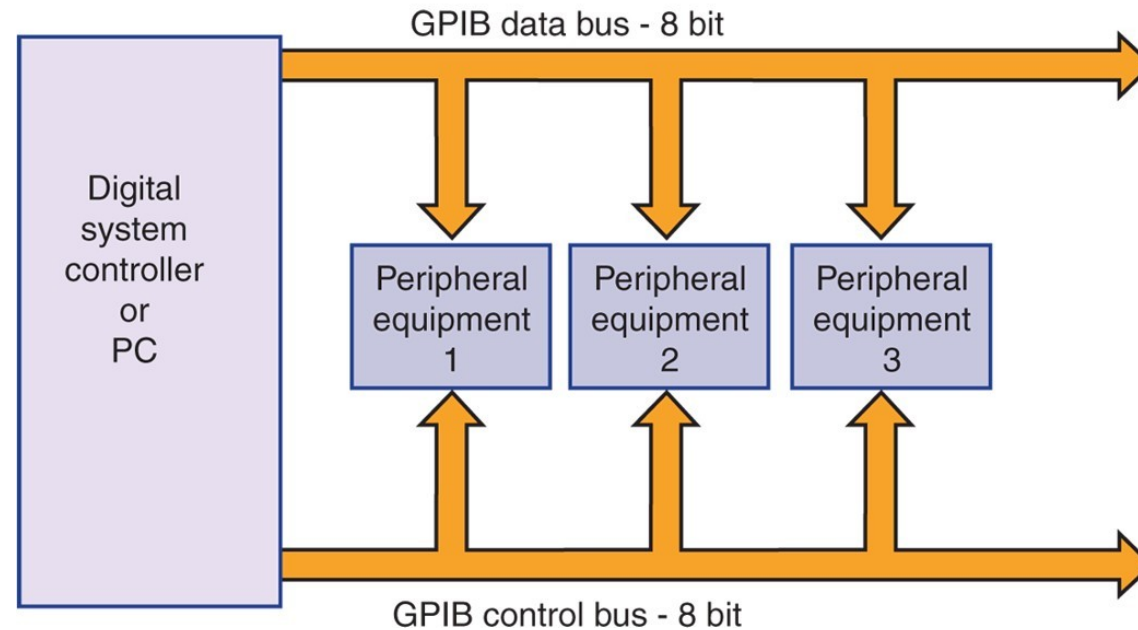 GPIB data bus - 8 bit
Digital
system
controller
or
PC
Peripheral
equipment
1
Peripheral
equipment
2
Peripheral
equipment
3
GPIB control bus - 8 bit